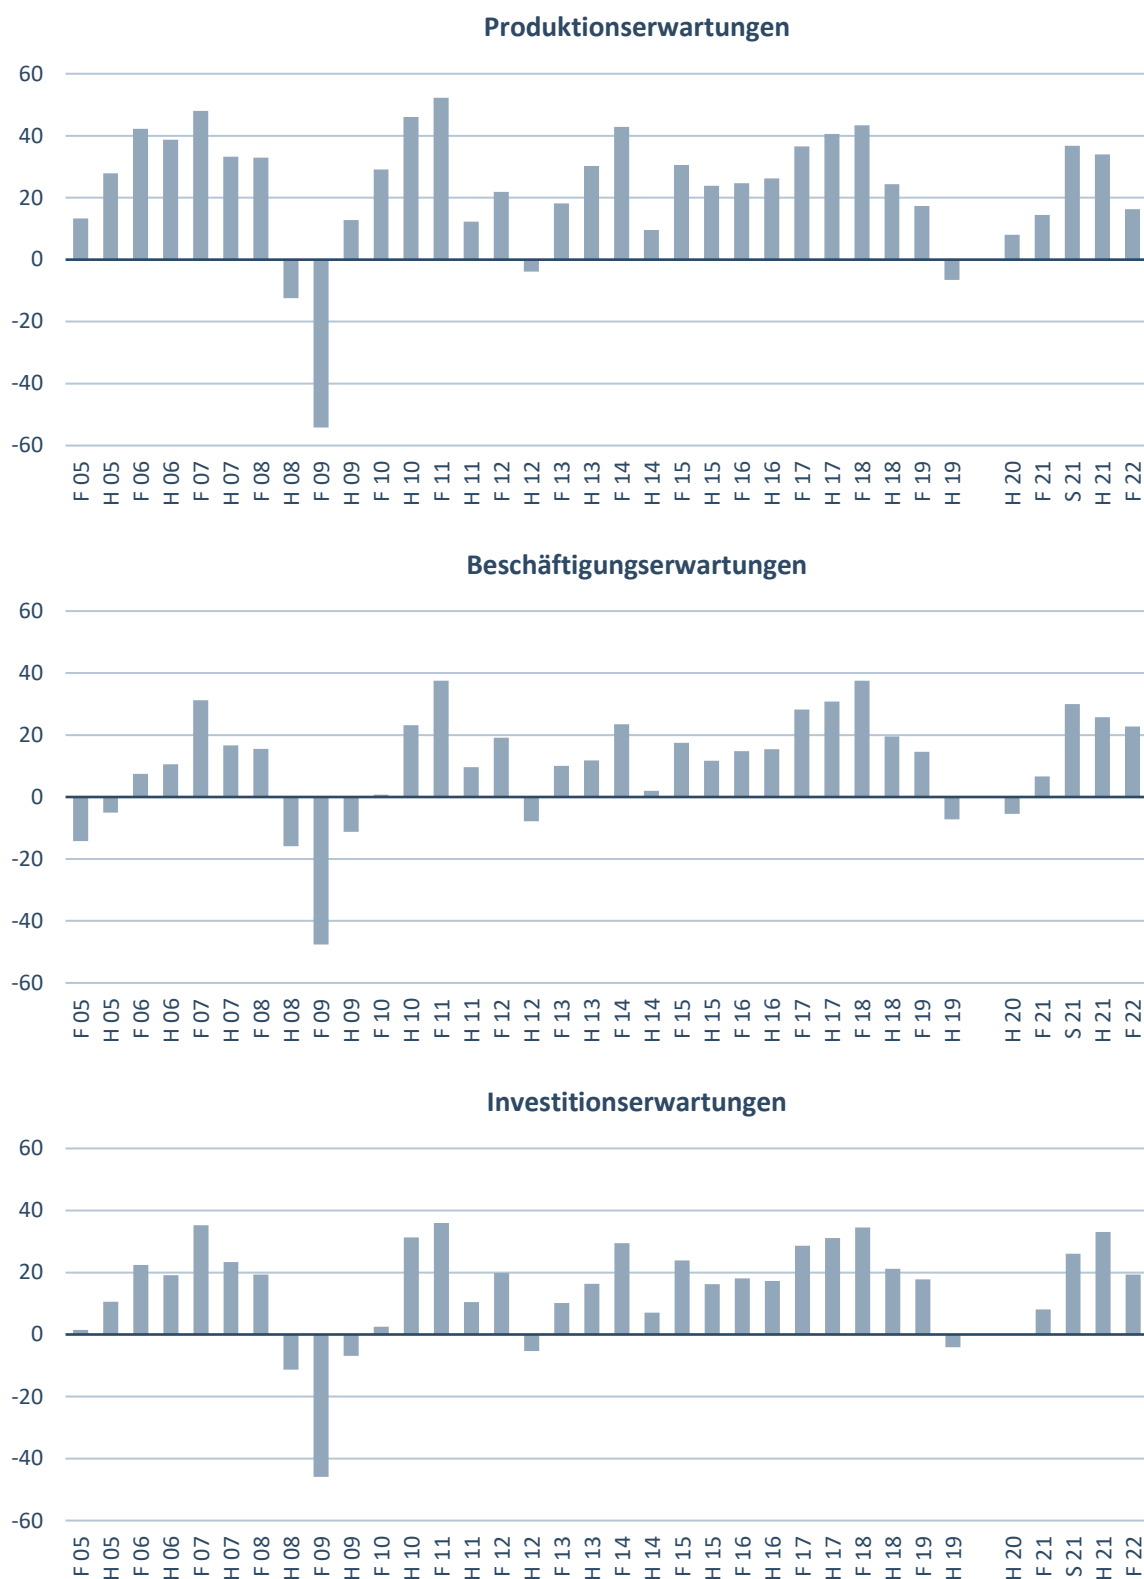 Produktionserwartungen
60
40
20
0
-20
-40
-60
F 05
H 05
F 06
H 06
F 07
H 07
F 08
H 08
F 09
H 09
F 10
H 10
F 11
H 11
F 12
H 12
F 13
H 13
F 14
H 14
F 15
H 15
F 16
H 16
F 17
H 17
F 18
H 18
F 19
H 19
H 20
F 21
S 21
H 21
F 22
Beschäftigungserwartungen
60
40
20
0
-20
-40
-60
F 05
H 05
F 06
H 06
F 07
H 07
F 08
H 08
F 09
H 09
F 10
H 10
F 11
H 11
F 12
H 12
F 13
H 13
F 14
H 14
F 15
H 15
F 16
H 16
F 17
H 17
F 18
H 18
F 19
H 19
H 20
F 21
S 21
H 21
F 22
Investitionserwartungen
60
40
20
0
-20
-40
-60
F 05
H 05
F 06
H 06
F 07
H 07
F 08
H 08
F 09
H 09
F 10
H 10
F 11
H 11
F 12
H 12
F 13
H 13
F 14
H 14
F 15
H 15
F 16
H 16
F 17
H 17
F 18
H 18
F 19
H 19
H 20
F 21
S 21
H 21
F 22